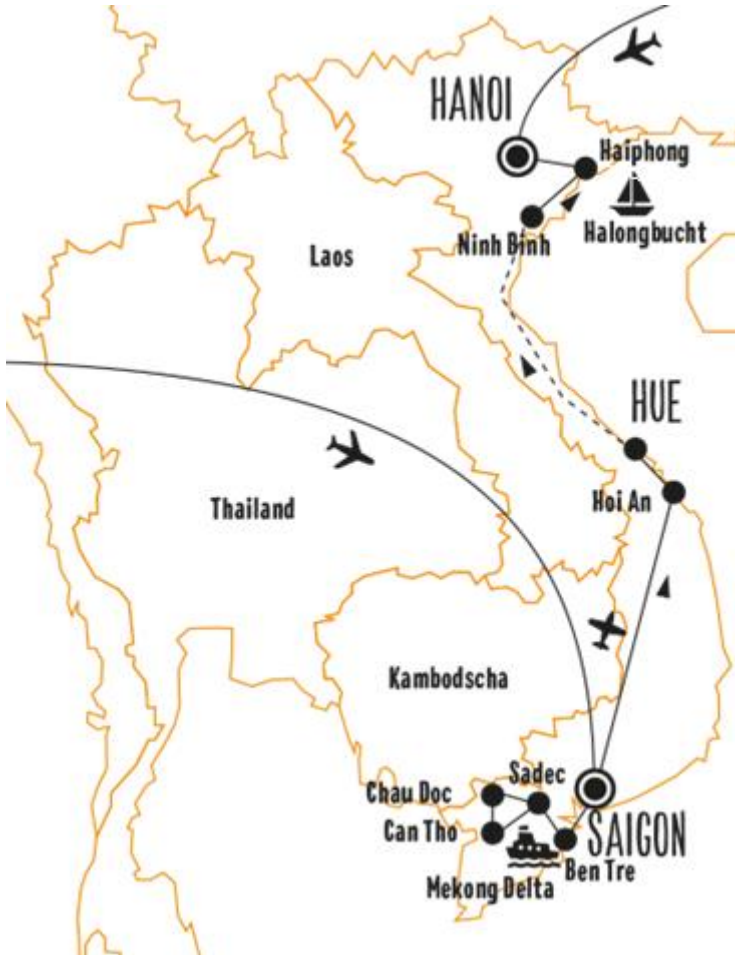 HANOI
Haiphong
Halongbucht
Ninh Binh
Laos
HUE
Hoi An
Thailand
Kambodscha
Sadec
Chau Doc
Can Tho
SAIGON
Ben Tre
Mekong Delta